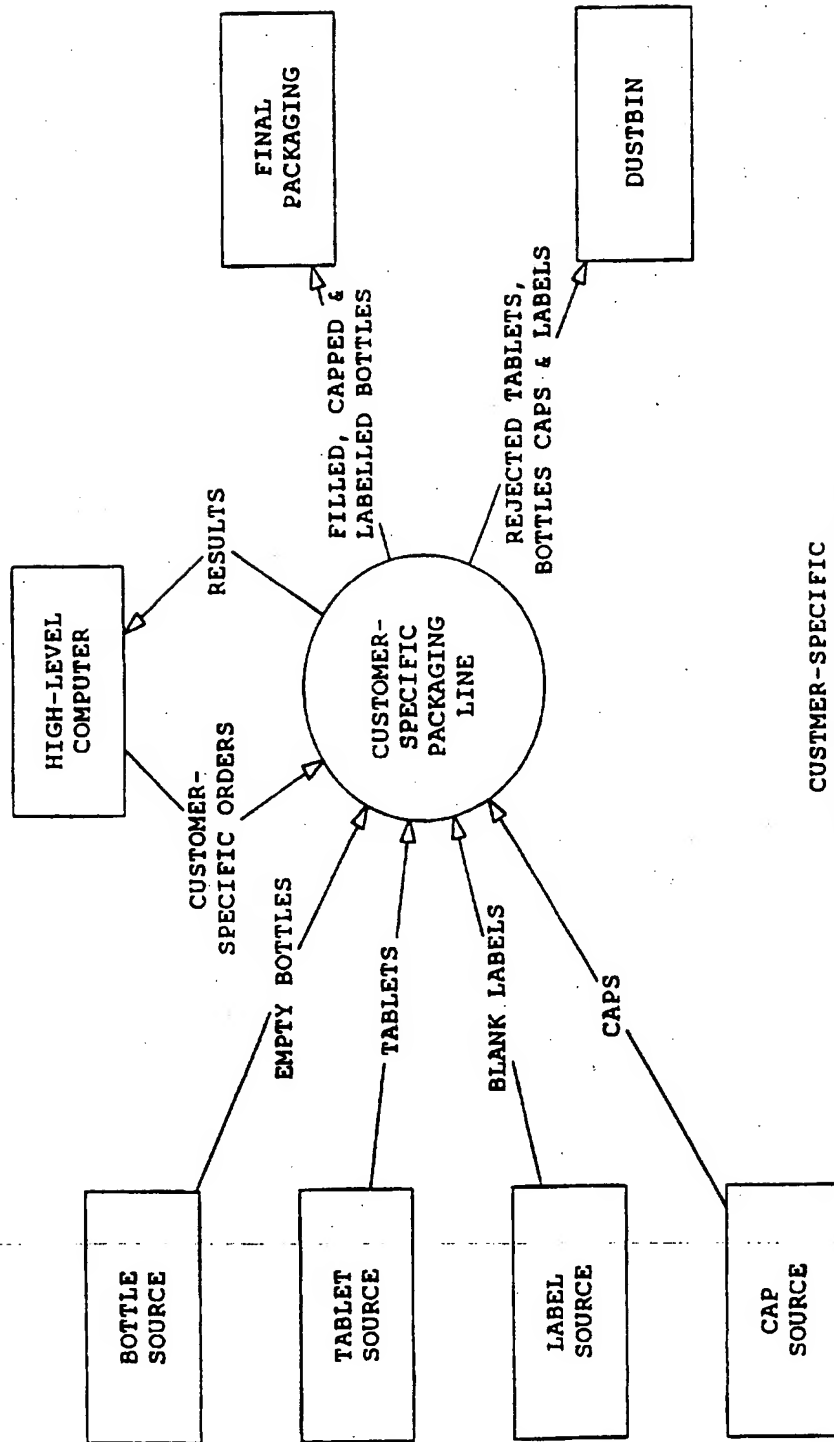 HIGH-LEVEL
COMPUTER
CUSTOMER-
SPECIFIC ORDERS
RESULTS
BOTTLE
SOURCE
EMPTY BOTTLES
TABLET
SOURCE
TABLETS
LABEL
SOURCE
BLANK LABELS
CAP
SOURCE
CAPS
CUSTOMER-
SPECIFIC
PACKAGING
LINE
FILLED, CAPPED &
LABELLED BOTTLES
FINAL
PACKAGING
REJECTED TABLETS,
BOTTLES CAPS & LABELS
DUSTBIN
CUSTMER-SPECIFIC